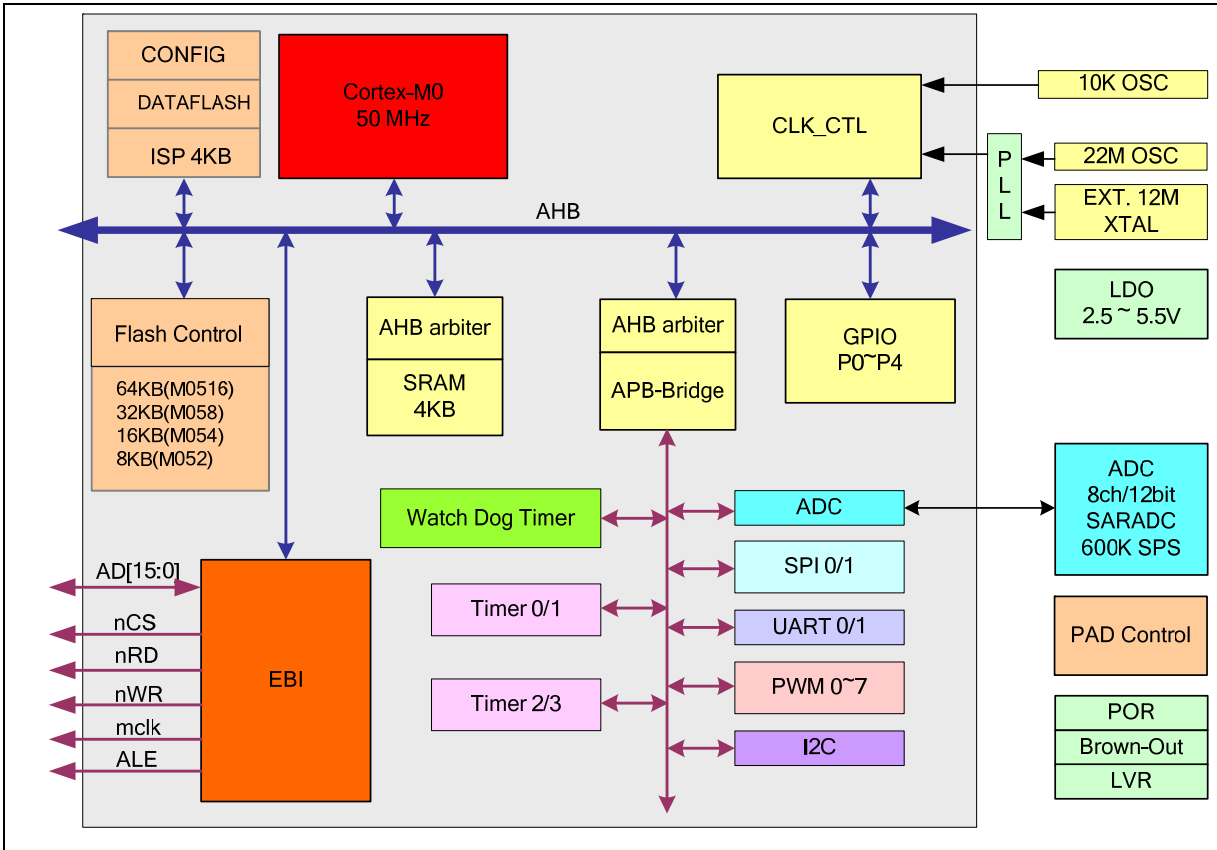 CONFIG
DATAFLASH
ISP 4KB
Cortex-M0
50 MHz
CLK_CTL
10K OSC
PLL
22M OSC
EXT. 12M
XTAL
AHB
LDO
2.5 ~ 5.5V
Flash Control
64KB(M0516)
32KB(M058)
16KB(M054)
8KB(M052)
AHB arbiter
SRAM
4KB
AHB arbiter
APB-Bridge
GPIO
P0~P4
Watch Dog Timer
Timer 0/1
Timer 2/3
ADC
SPI 0/1
UART 0/1
PWM 0~7
I2C
ADC
8ch/12bit
SARADC
600K SPS
PAD Control
POR
Brown-Out
LVR
AD[15:0]
nCS
nRD
nWR
mclk
ALE
EBI